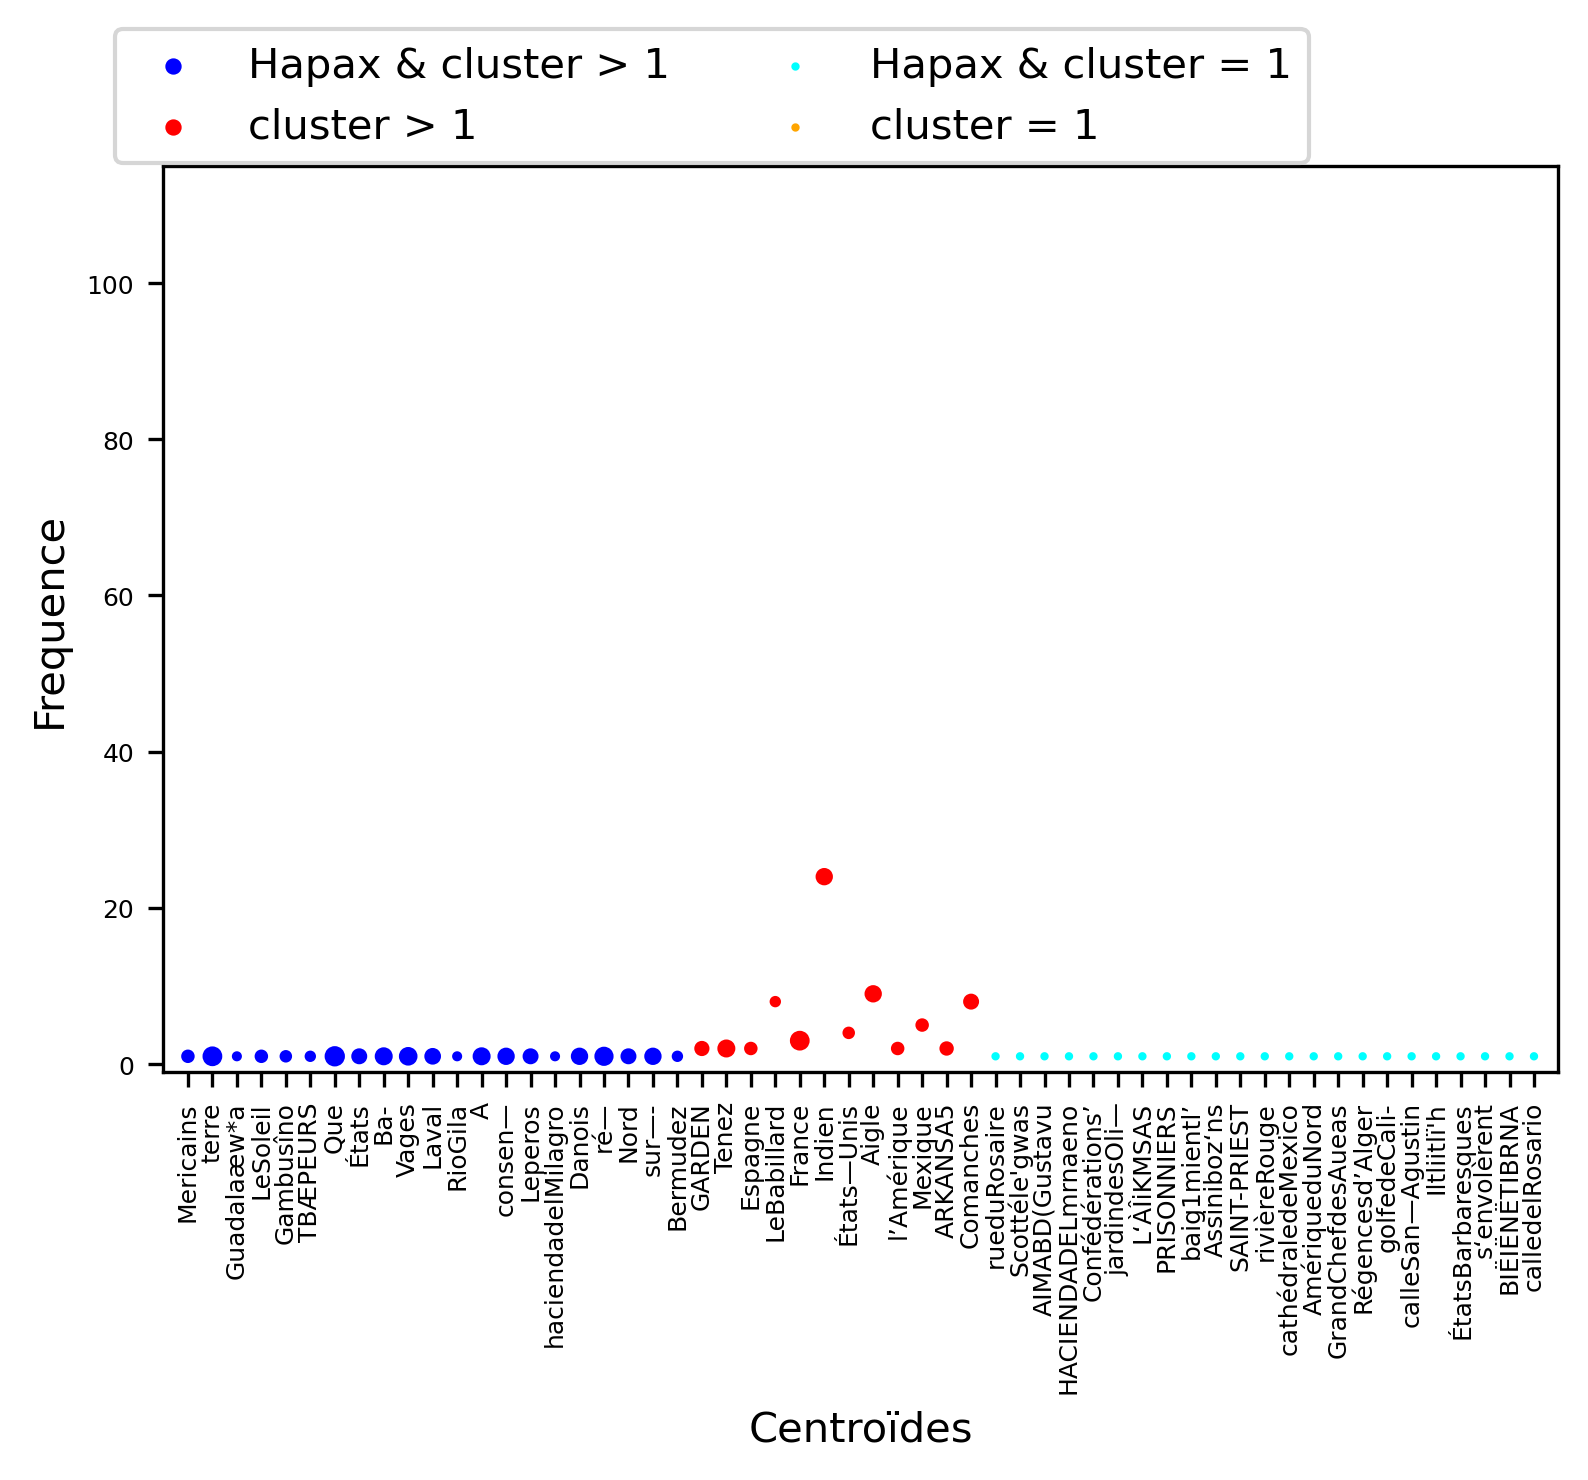 Hapax & cluster > 1
cluster > 1
Hapax & cluster = 1
cluster = 1
100
80
60
40
20
0
Frequence
Mericains
terre
Guadalaæw*a
LeSoleil
Gambusîno
TBÆPEURS
Que
États
Ba-
Vages
Laval
RioGila
A
consen—
Leperos
haciendadelMilagro
Danois
ré—
Nord
sur—-
Bermudez
GARDEN
Tenez
Espagne
LeBabillard
France
Indien
États—Unis
Aigle
l’Amérique
Mexique
ARKANSA5
Comanches
rueduRosaire
Scottéle'gwas
AIMABD(Gustavu
HACIENDADELmrnaeno
Confédérations’
jardindesOli—
L‘ÀÎiKMSAS
PRISONNIERS
baig1mientl’
Assiniboz‘ns
SAINT-PRIEST
rivièreRouge
cathédraledeMexico
AmériqueduNord
GrandChefdesAueas
Régencesd’Alger
golfedeCali-
calleSan—Agustin
ÉtatsBarbaresques
s‘envolèrent
BIËIËNËTIBRNA
calledelRosario
Centroïdes